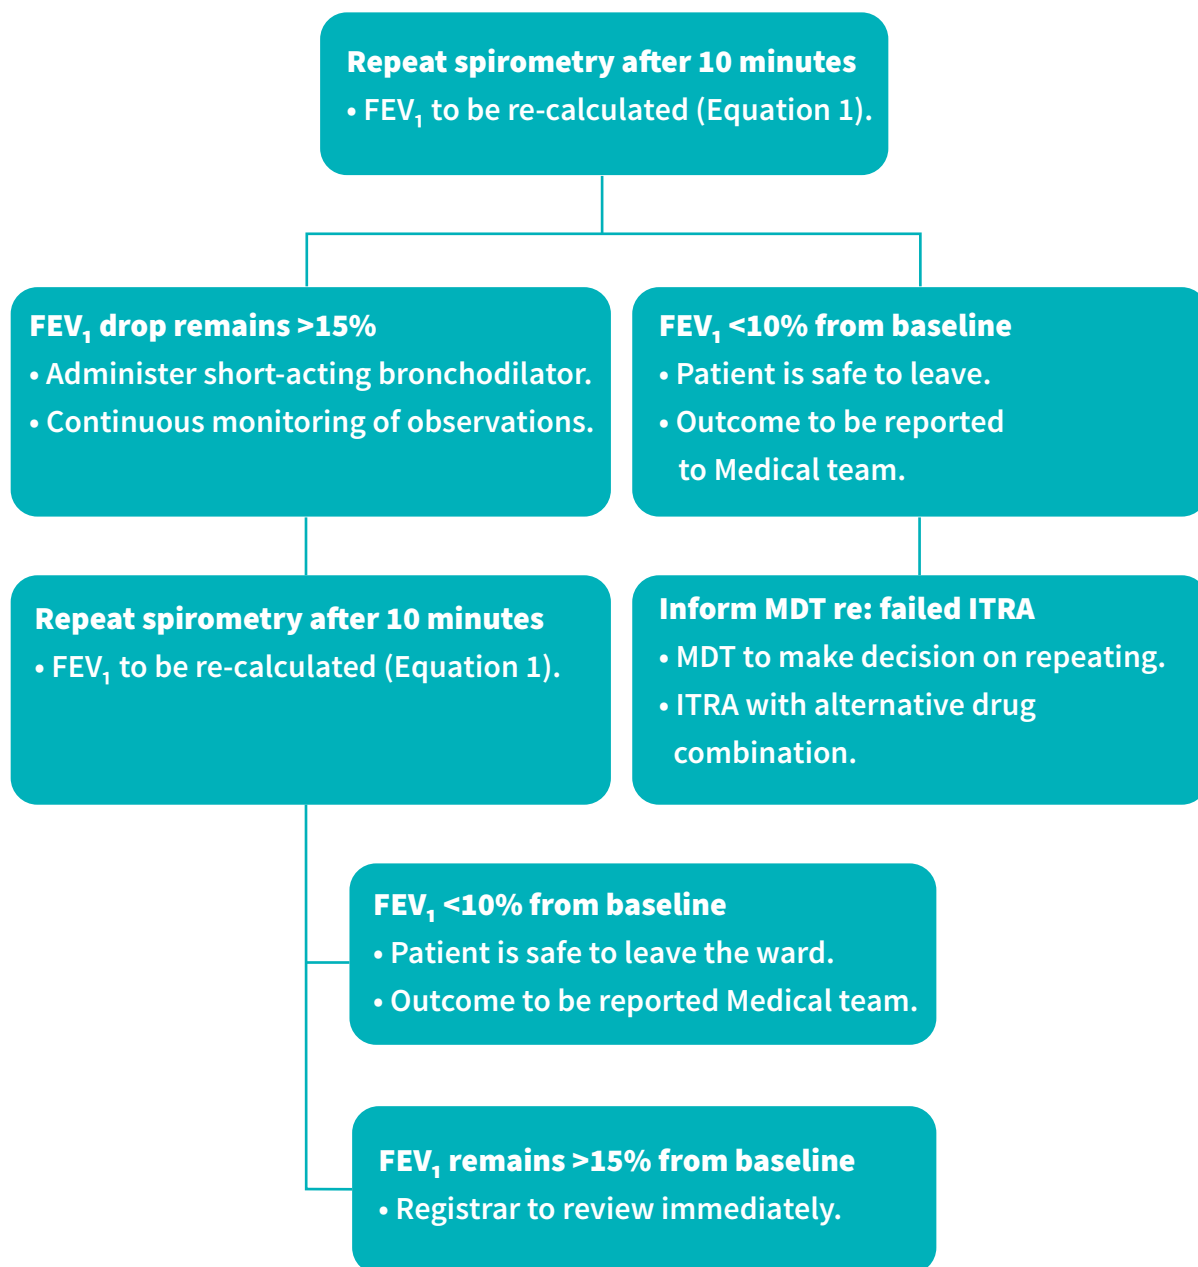 Repeat spirometry after 10 minutes
• FEV₁ to be re-calculated (Equation 1).
FEV₁ drop remains >15%
• Administer short-acting bronchodilator.
• Continuous monitoring of observations.
FEV₁ <10% from baseline
• Patient is safe to leave.
• Outcome to be reported
to Medical team.
Repeat spirometry after 10 minutes
• FEV₁ to be re-calculated (Equation 1).
Inform MDT re: failed ITRA
• MDT to make decision on repeating.
• ITRA with alternative drug
combination.
FEV₁ <10% from baseline
• Patient is safe to leave the ward.
• Outcome to be reported Medical team.
FEV₁ remains >15% from baseline
• Registrar to review immediately.